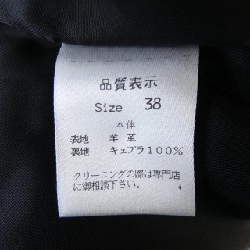 品質表示
Size 38
本体
表地 羊革
裏地 キュプラ100%
クリーニングの際は専門店
に御相談下さい